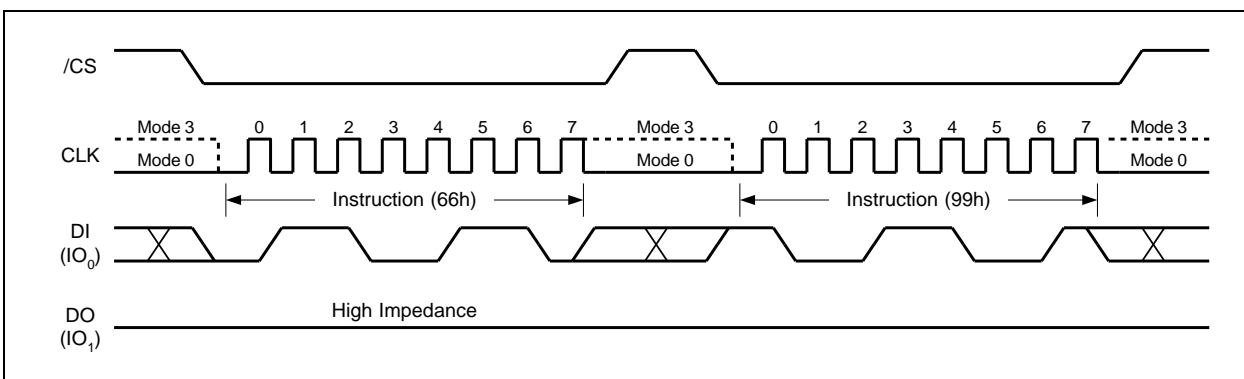 /CS
Mode 3 0 1 2 3 4 5 6 7 Mode 3 0 1 2 3 4 5 6 7 Mode 3
CLK
Mode 0 Mode 0 Mode 0
Instruction (66h) Instruction (99h)
DI
(IO₀)
High Impedance
DO
(IO₁)